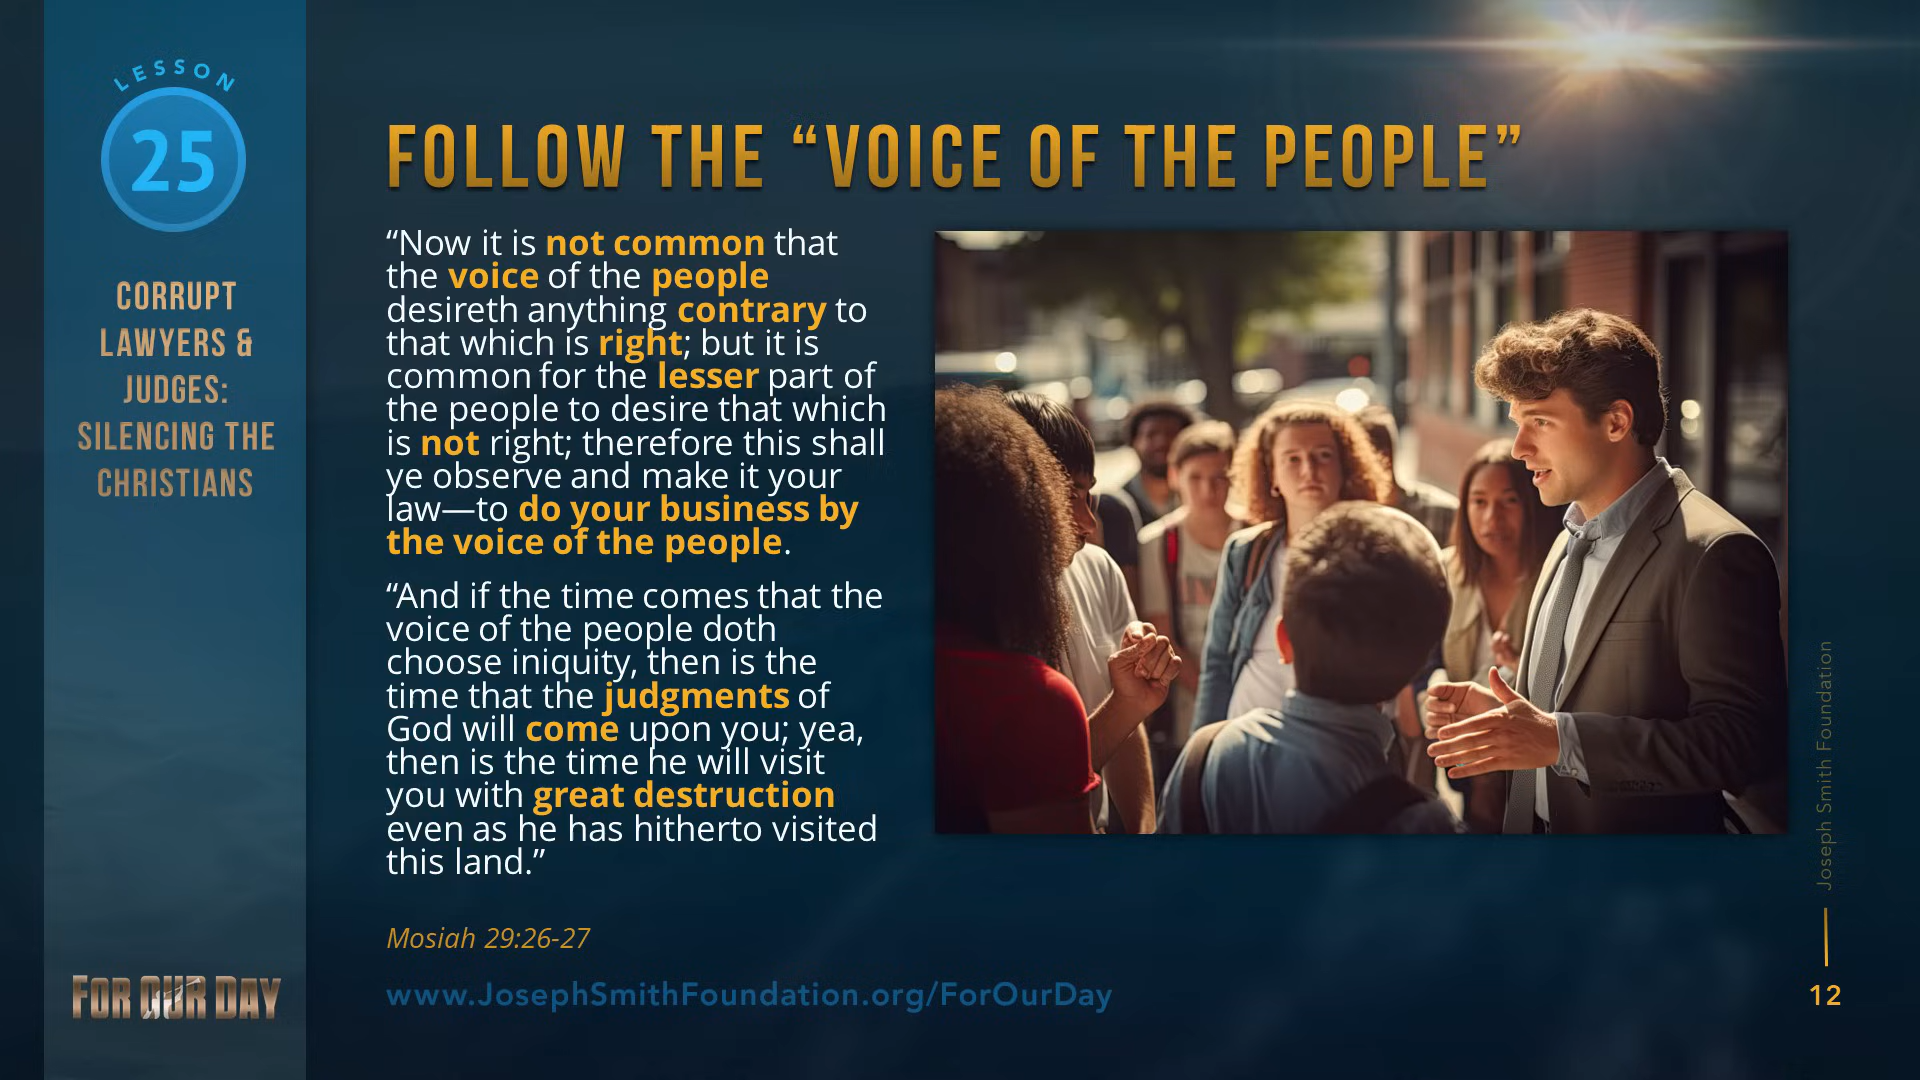 LESSON
25
CORRUPT
LAWYERS &
JUDGES:
SILENCING THE
CHRISTIANS
FOR OUR DAY
FOLLOW THE “VOICE OF THE PEOPLE”
“Now it is not common that
the voice of the people
desireth anything contrary to
that which is right; but it is
common for the lesser part of
the people to desire that which
is not right; therefore this shall
ye observe and make it your
law—to do your business by
the voice of the people.
“And if the time comes that the
voice of the people doth
choose iniquity, then is the
time that the judgments of
God will come upon you; yea,
then is the time he will visit
you with great destruction
even as he has hitherto visited
this land.”
Mosiah 29:26-27
www.JosephSmithFoundation.org/ForOurDay
Joseph Smith Foundation
12